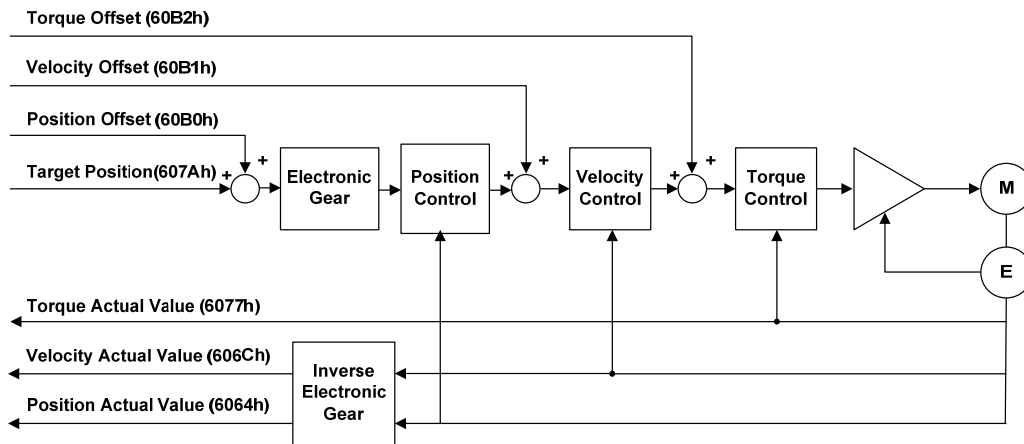 Torque Offset (60B2h)
Velocity Offset (60B1h)
Position Offset (60B0h)
Target Position(607Ah)
+
+
Electronic
Gear
Position
Control
+
+
Velocity
Control
+
+
Torque
Control
M
E
Torque Actual Value (6077h)
Velocity Actual Value (606Ch)
Position Actual Value (6064h)
Inverse
Electronic
Gear